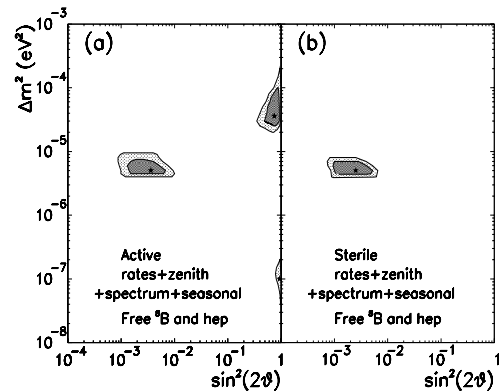 (a)
(b)
Δm² (eV²)
10⁻³
10⁻⁴
10⁻⁵
10⁻⁶
10⁻⁷
10⁻⁸
Active
rates+zenith
+spectrum+seasonal
Free ⁸B and hep
Sterile
rates+zenith
+spectrum+seasonal
Free ⁸B and hep
10⁻⁴ 10⁻³ 10⁻² 10⁻¹ 1 10⁻³ 10⁻² 10⁻¹ 1
sin²(2ϑ) sin²(2ϑ)